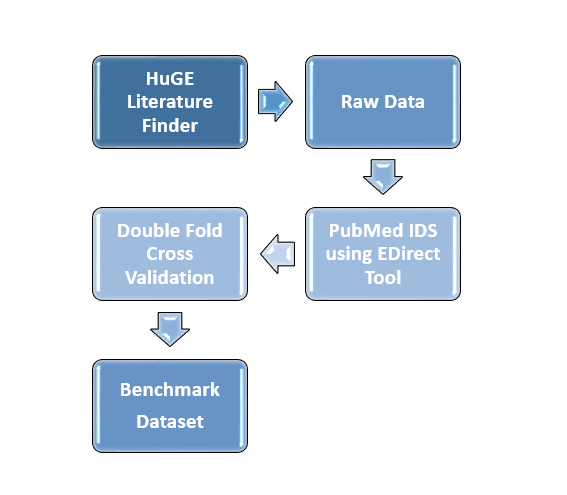 HuGE
Literature
Finder
Raw Data
PubMed IDS
using EDirect
Tool
Double Fold
Cross
Validation
Benchmark
Dataset